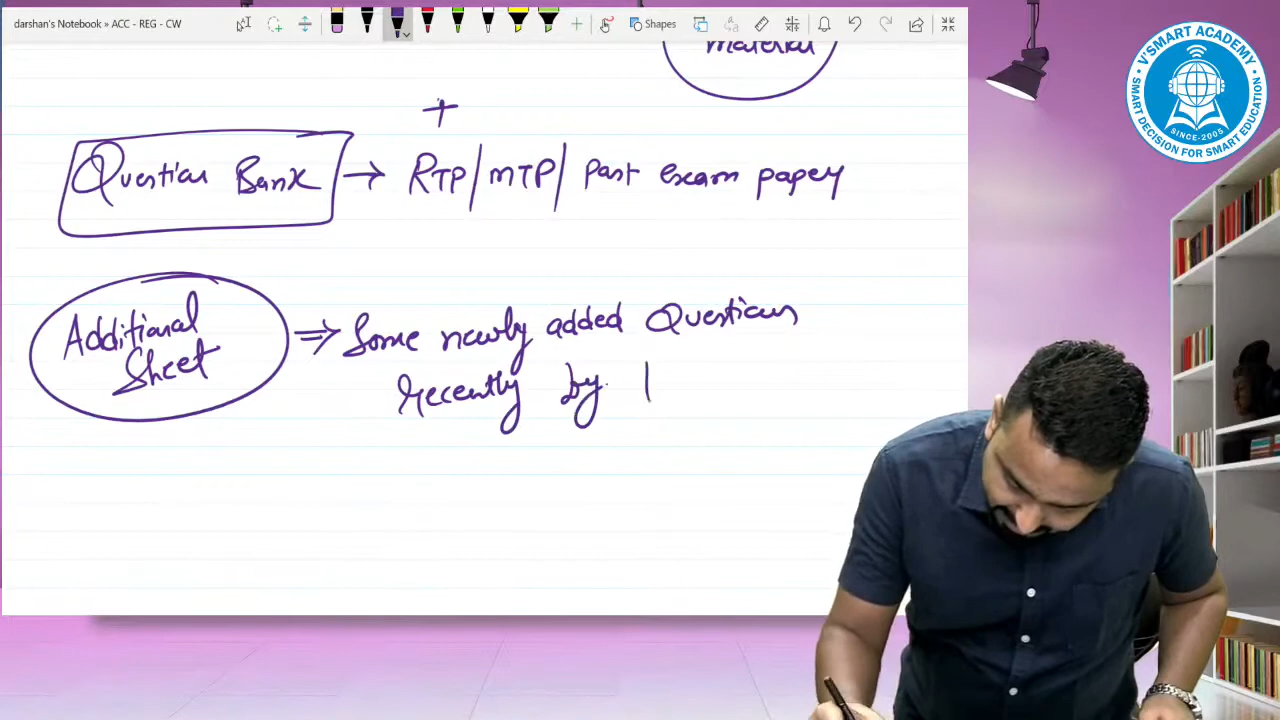 darshan's Notebook » ACC - REG - CW
Shapes
material
+
Question Bank → RTP/MTP/ Past exam paper
Additional Sheet ⇒ Some newly added Questions
recently by I
V'SMART ACADEMY
SINCE-2005
SMART DECISION FOR SMART EDUCATION